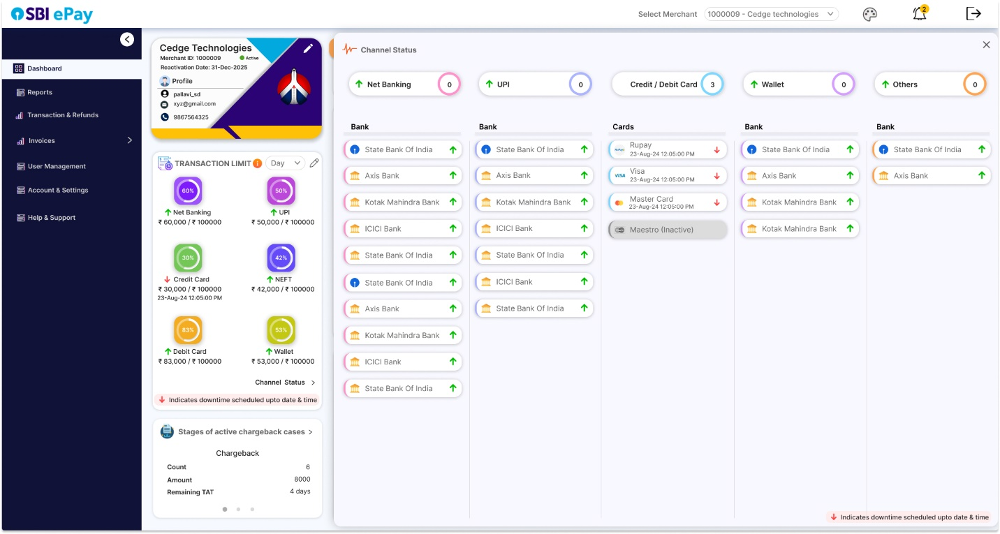 SBI ePay
Select Merchant
1000009 - Cedge technologies
2
Dashboard
Reports
Transaction & Refunds
Invoices
User Management
Account & Settings
Help & Support
Cedge Technologies
Merchant ID: 1000009
Active
Reactivation Date: 31-Dec-2025
Profile
pallavi_sd
xyz@gmail.com
9867564325
TRANSACTION LIMIT
i
Day
60%
Net Banking
₹ 60,000 / ₹ 100000
50%
UPI
₹ 50,000 / ₹ 100000
30%
Credit Card
₹ 30,000 / ₹ 100000
23-Aug-24 12:05:00 PM
42%
NEFT
₹ 42,000 / ₹ 100000
83%
Debit Card
₹ 83,000 / ₹ 100000
53%
Wallet
₹ 53,000 / ₹ 100000
Channel Status
Indicates downtime scheduled upto date & time
Stages of active chargeback cases
Chargeback
Count 6
Amount 8000
Remaining TAT 4 days
Channel Status
Net Banking 0
UPI 0
Credit / Debit Card 3
Wallet 0
Others 0
Bank
State Bank Of India
Axis Bank
Kotak Mahindra Bank
ICICI Bank
State Bank Of India
State Bank Of India
Axis Bank
Kotak Mahindra Bank
ICICI Bank
State Bank Of India
Bank
State Bank Of India
Axis Bank
Kotak Mahindra Bank
ICICI Bank
State Bank Of India
ICICI Bank
State Bank Of India
Cards
RuPay
Rupay
23-Aug-24 12:05:00 PM
VISA
Visa
23-Aug-24 12:05:00 PM
Master Card
23-Aug-24 12:05:00 PM
Maestro (Inactive)
Bank
State Bank Of India
Axis Bank
Kotak Mahindra Bank
Kotak Mahindra Bank
Bank
State Bank Of India
Axis Bank
Indicates downtime scheduled upto date & time